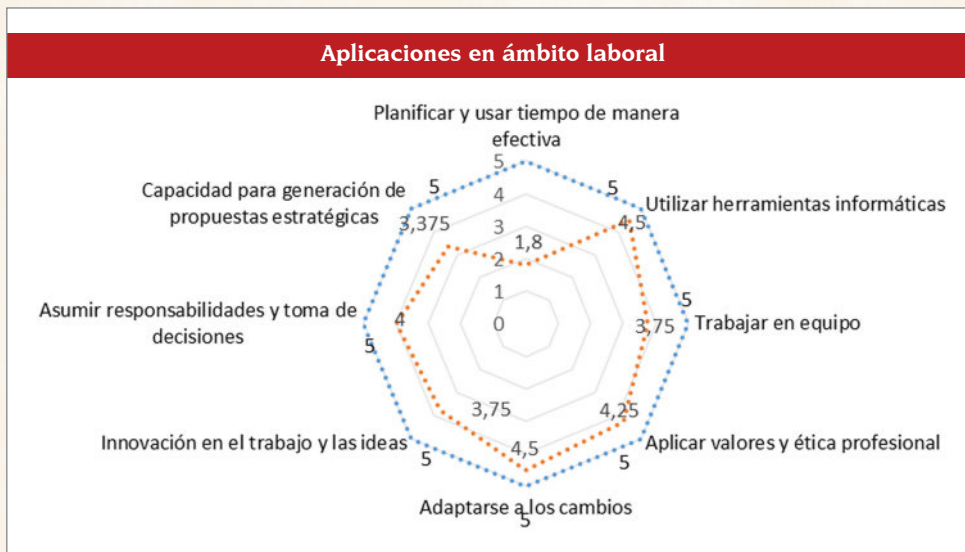 Aplicaciones en ámbito laboral
Planificar y usar tiempo de manera
efectiva
5
5
5
Capacidad para generación de
propuestas estratégicas
4
Utilizar herramientas informáticas
3,375
4,5
3
1,8
2
1
5
Asumir responsabilidades y toma de
decisiones
4
0
3,75
Trabajar en equipo
5
3,75
4,25
Innovación en el trabajo y las ideas
4,5
Aplicar valores y ética profesional
5
5
Adaptarse a los cambios
5